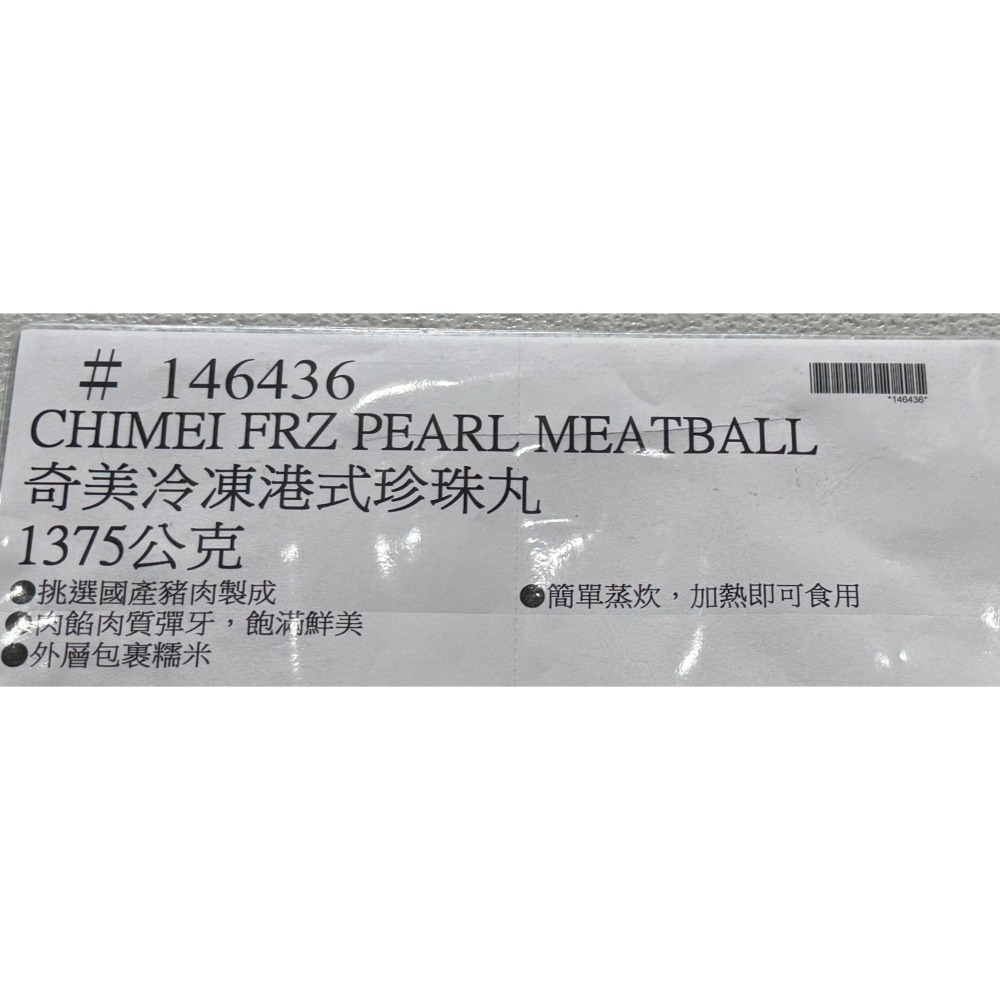 # 146436
*146436*
CHIMEI FRZ PEARL MEATBALL
奇美冷凍港式珍珠丸
1375公克
●挑選國產豬肉製成
●肉餡肉質彈牙，飽滿鮮美
●外層包裹糯米
●簡單蒸炊，加熱即可食用